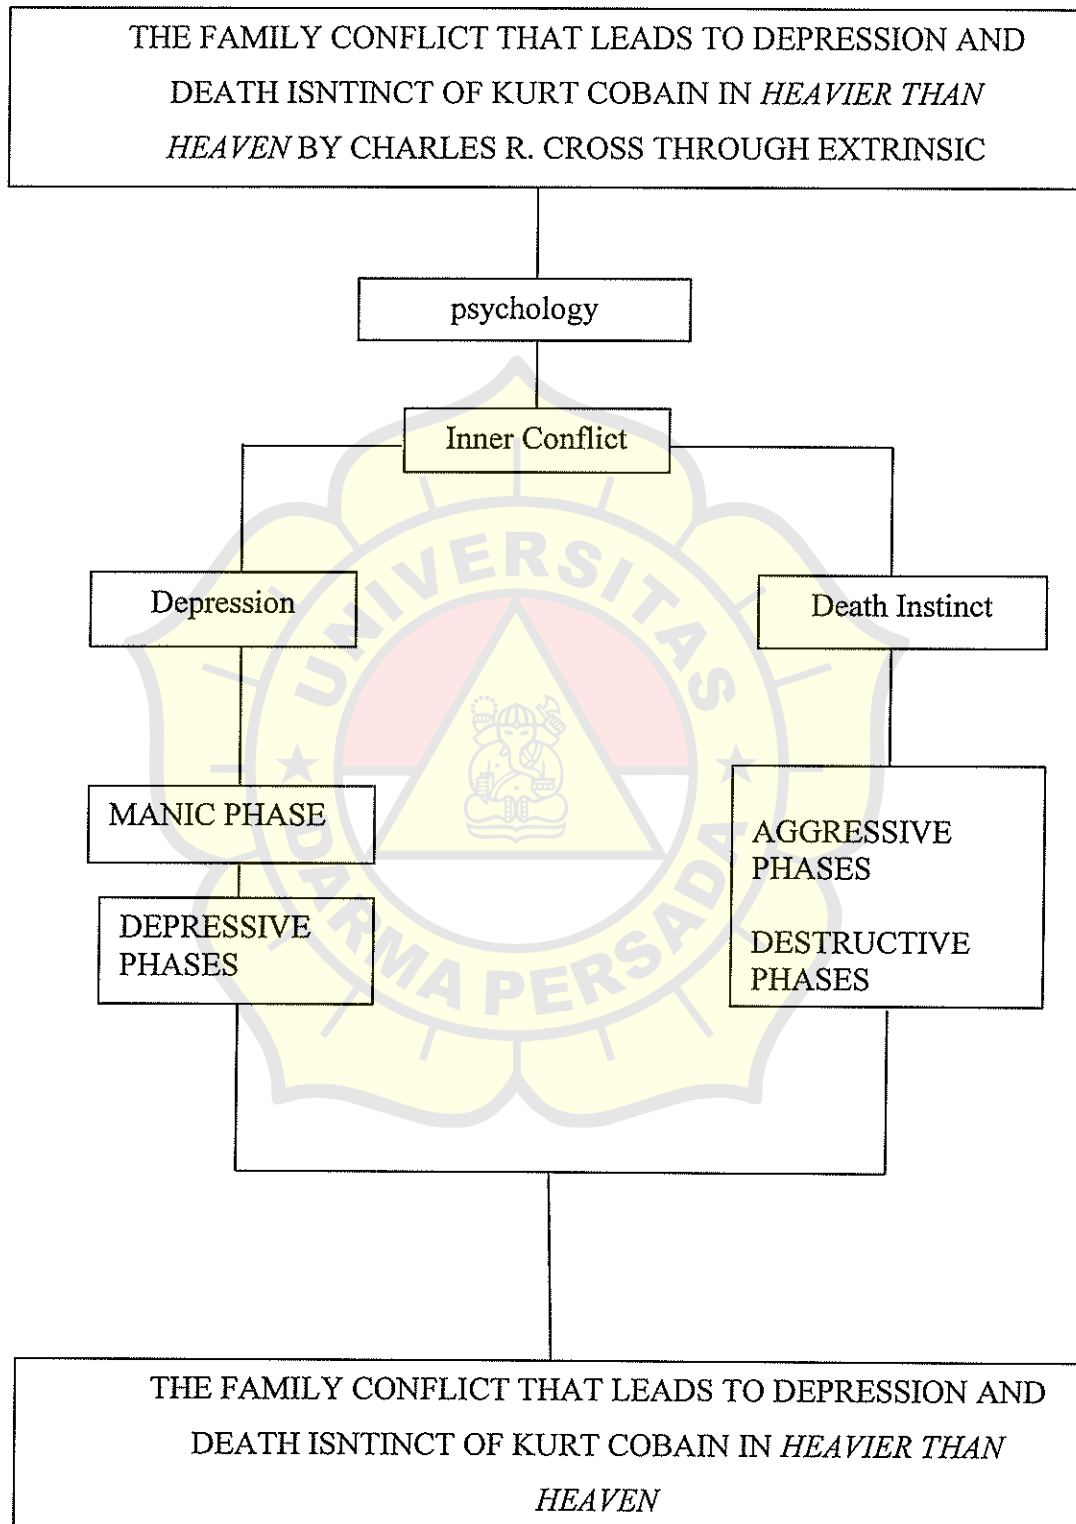 THE FAMILY CONFLICT THAT LEADS TO DEPRESSION AND
DEATH ISNTINCT OF KURT COBAIN IN HEAVIER THAN
HEAVEN BY CHARLES R. CROSS THROUGH EXTRINSIC
psychology
Inner Conflict
Depression
Death Instinct
UNIVERSITAS
DARMA PERSADA
MANIC PHASE
DEPRESSIVE
PHASES
AGGRESSIVE
PHASES
DESTRUCTIVE
PHASES
THE FAMILY CONFLICT THAT LEADS TO DEPRESSION AND
DEATH ISNTINCT OF KURT COBAIN IN HEAVIER THAN
HEAVEN